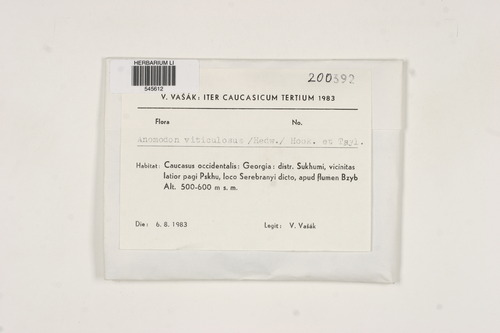 HERBARIUM LI
545612
200392
V. VAŠÁK: ITER CAUCASICUM TERTIUM 1983
Flora No.
Anomodon viticulosus /Hedw./ Hook. et Tayl.
Habitat: Caucasus occidentalis: Georgia: distr. Sukhumi, vicinitas
latior pagi Pskhu, loco Serebranyi dicto, apud flumen Bzyb
Alt. 500-600 m s. m.
Die: 6. 8. 1983 Legit: V. Vašák